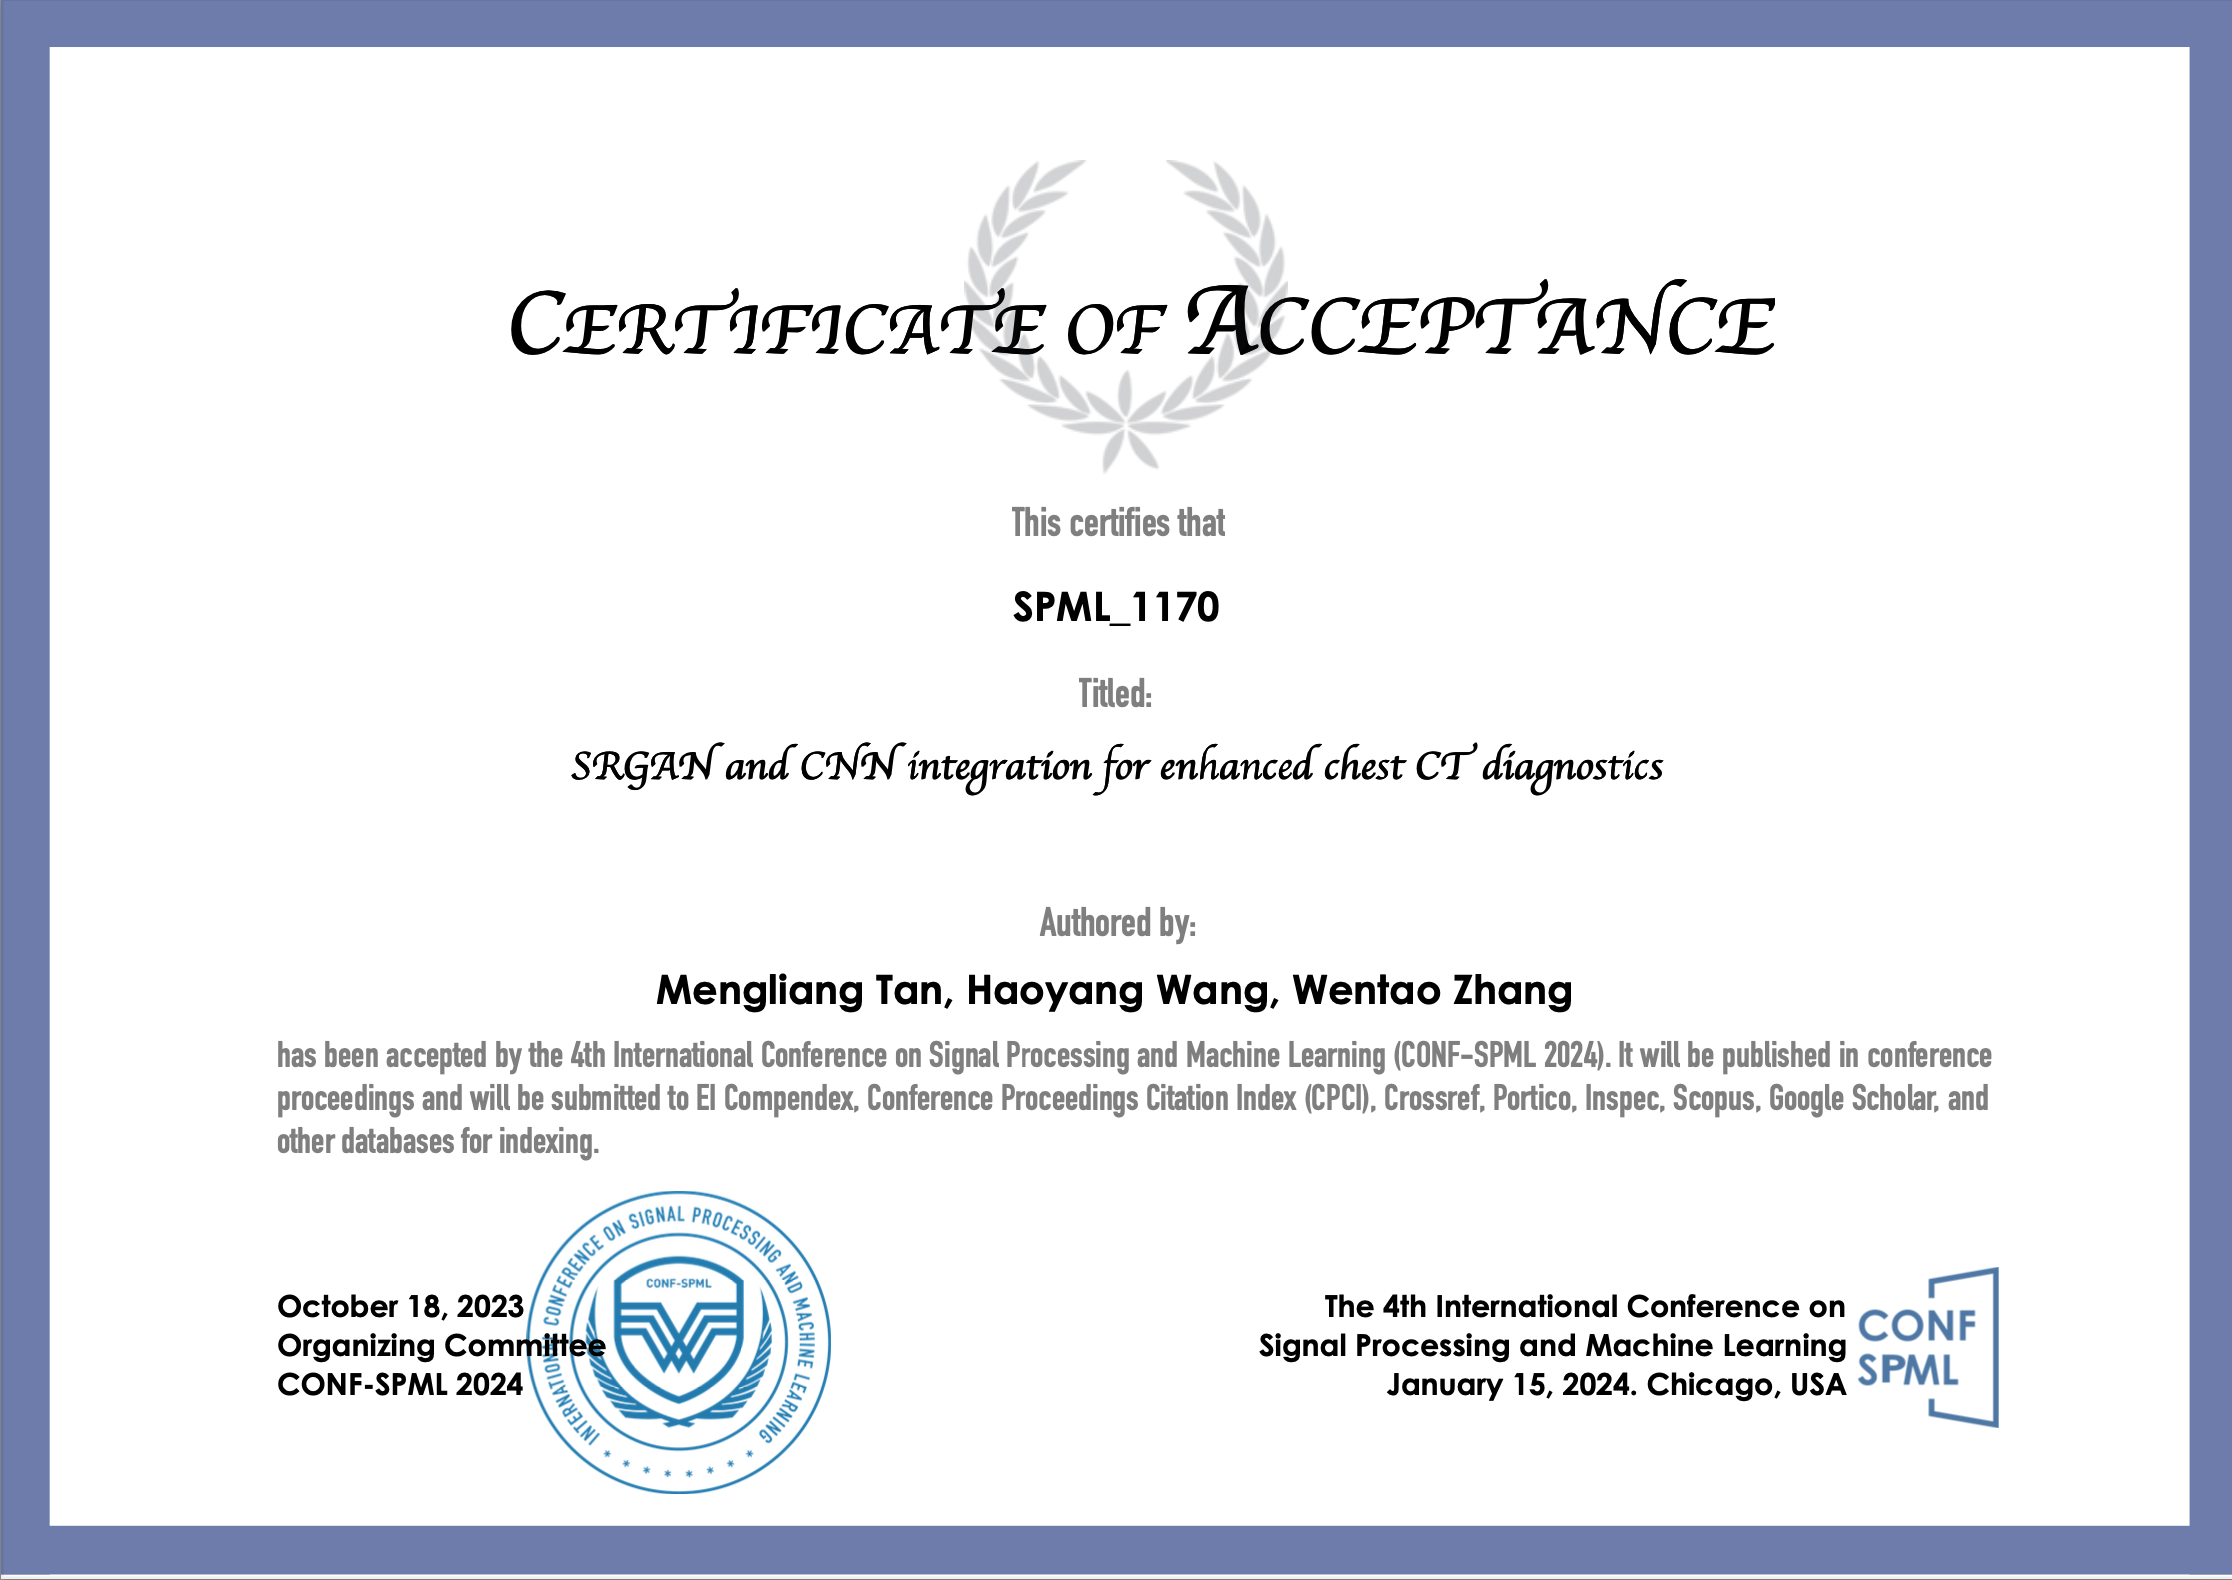 CERTIFICATE OF ACCEPTANCE
This certifies that
SPML_1170
Titled:
SRGAN and CNN integration for enhanced chest CT diagnostics
Authored by:
Mengliang Tan, Haoyang Wang, Wentao Zhang
has been accepted by the 4th International Conference on Signal Processing and Machine Learning (CONF-SPML 2024). It will be published in conference
proceedings and will be submitted to EI Compendex, Conference Proceedings Citation Index (CPCI), Crossref, Portico, Inspec, Scopus, Google Scholar, and
other databases for indexing.
October 18, 2023
Organizing Committee
CONF-SPML 2024
INTERNATIONAL CONFERENCE ON SIGNAL PROCESSING AND MACHINE LEARNING
CONF-SPML
The 4th International Conference on
Signal Processing and Machine Learning
January 15, 2024. Chicago, USA
CONF
SPML